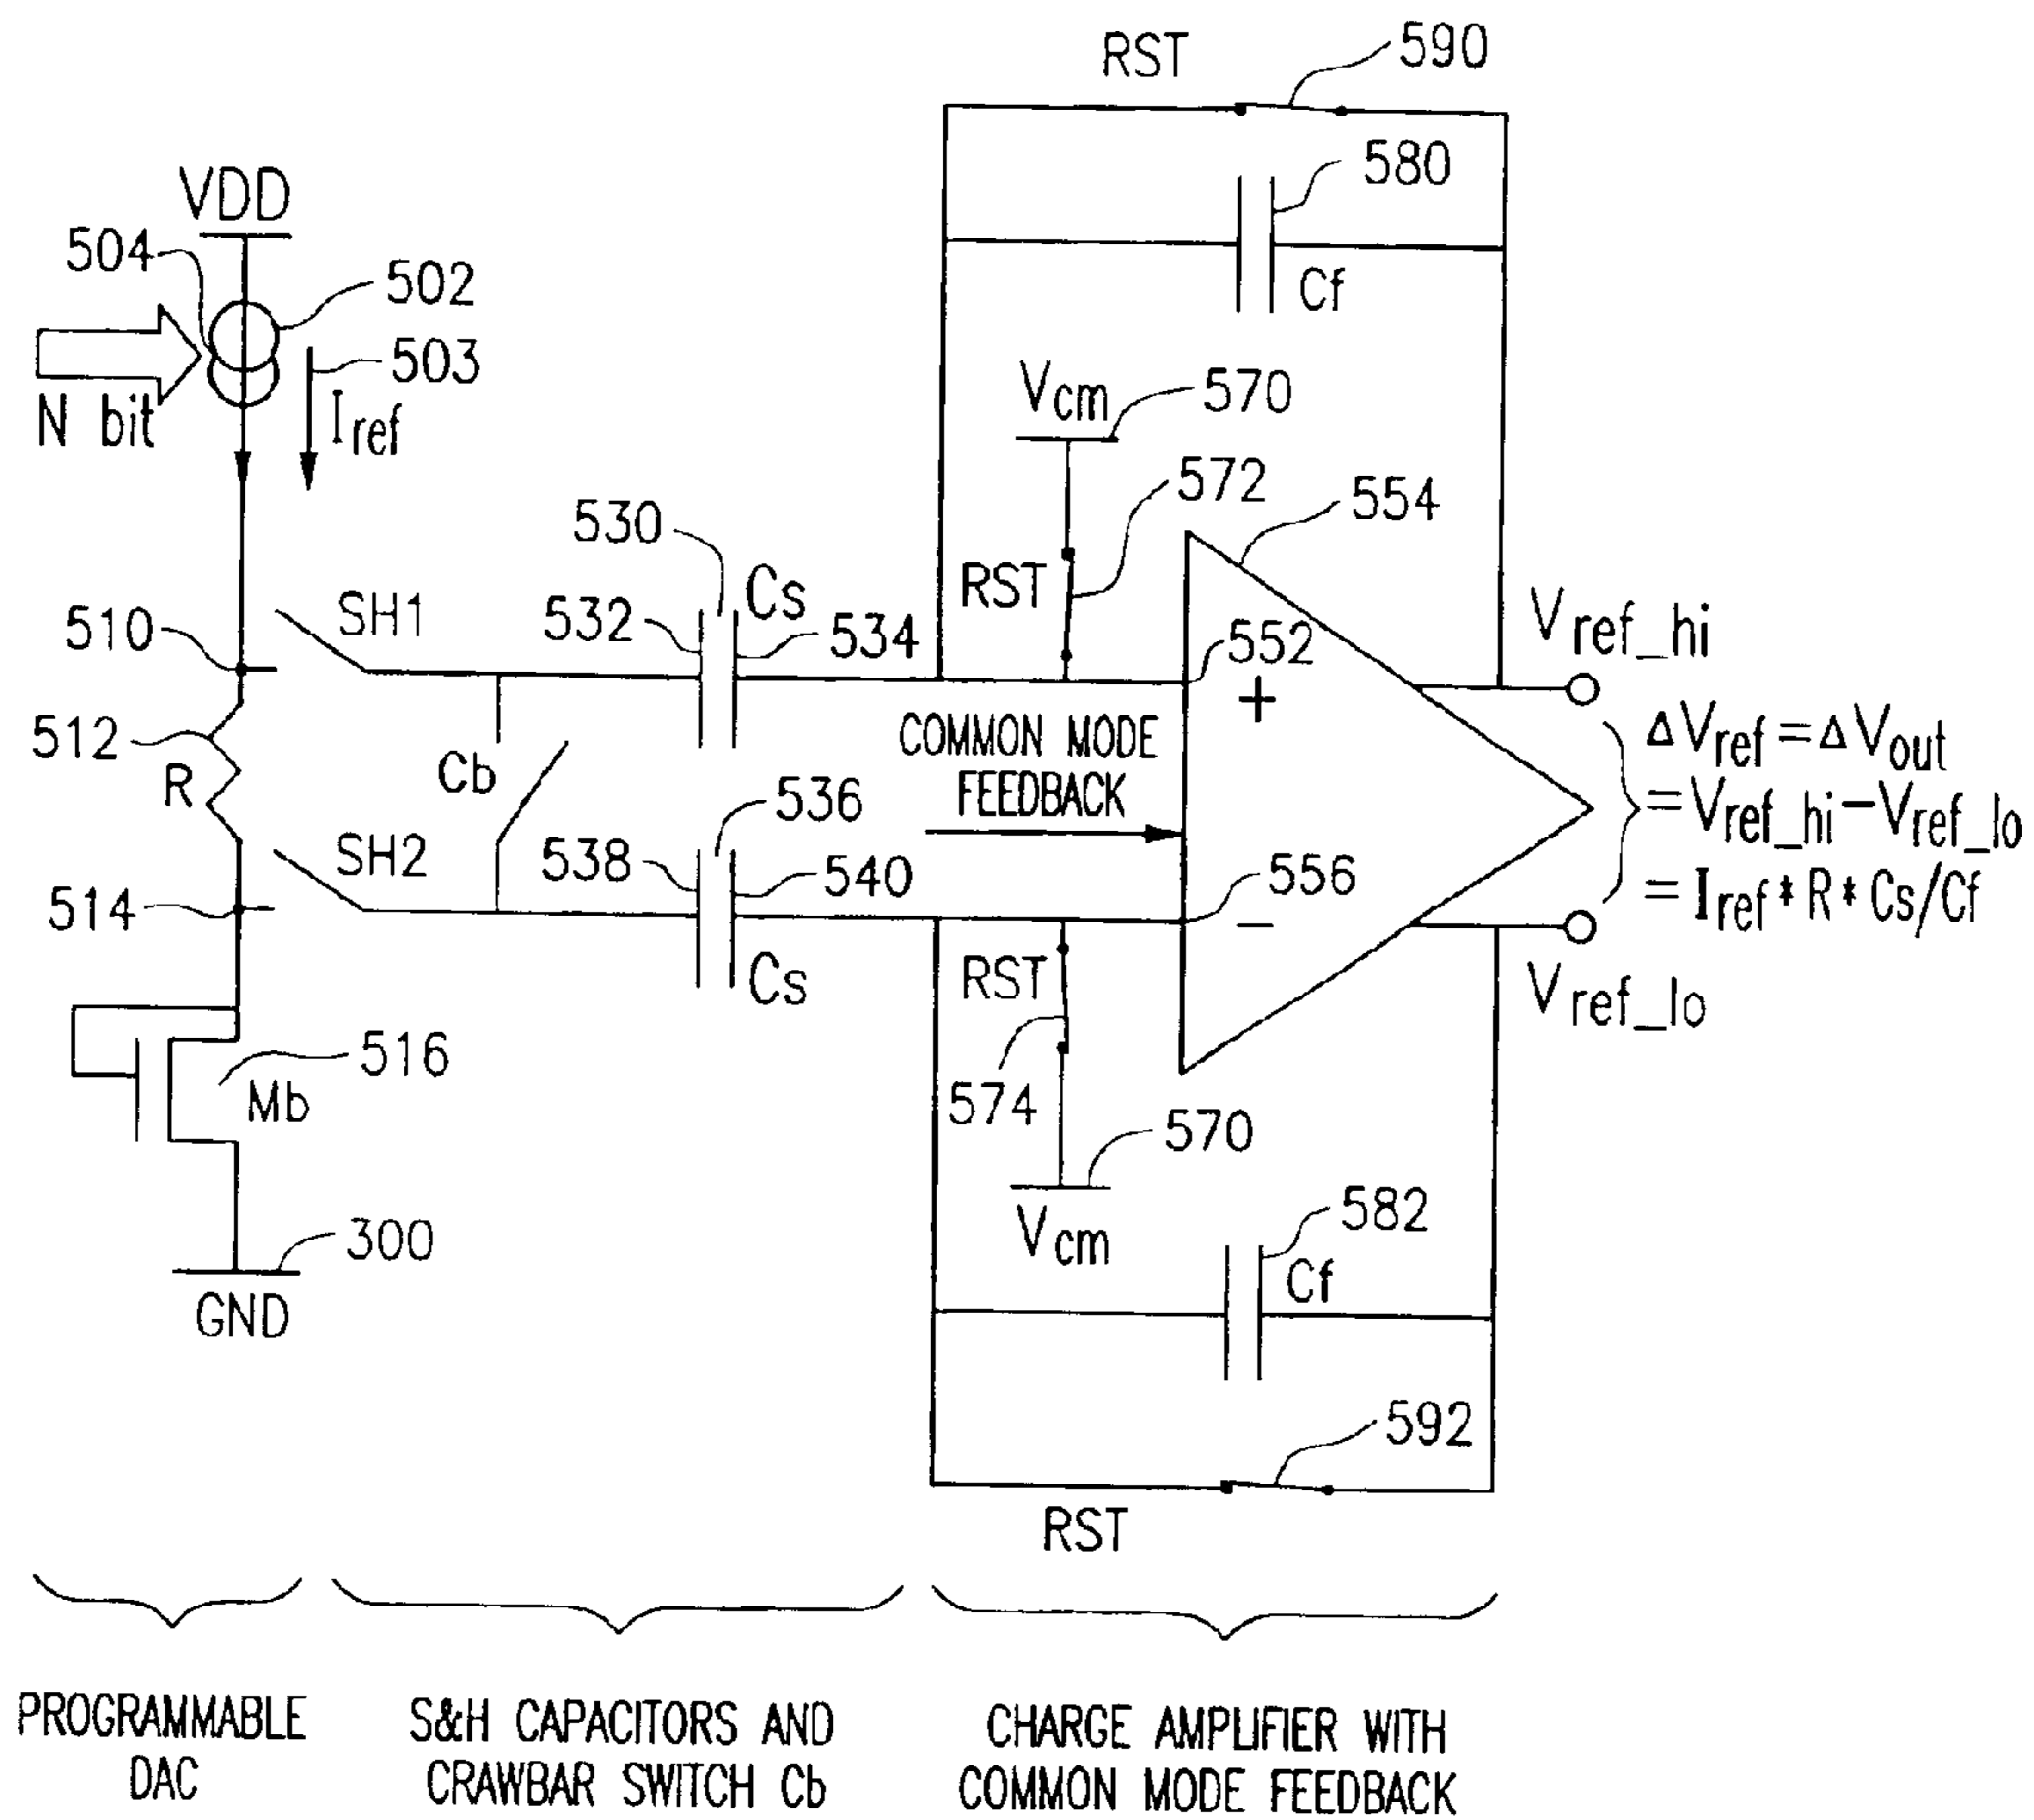 RST
590
580
Cf
VDD
504
502
503
N bit
Iref
Vcm
570
572
RST
554
530
Cs
532
534
552
+
510
SH1
512
R
Cb
COMMON MODE
FEEDBACK
Vref_hi
ΔVref = ΔVout
= Vref_hi – Vref_lo
= Iref * R * Cs/Cf
Vref_lo
536
SH2
538
540
556
–
514
Cs
RST
574
570
Vcm
516
Mb
300
GND
582
Cf
592
RST
PROGRAMMABLE
DAC
S&H CAPACITORS AND
CRAWBAR SWITCH Cb
CHARGE AMPLIFIER WITH
COMMON MODE FEEDBACK